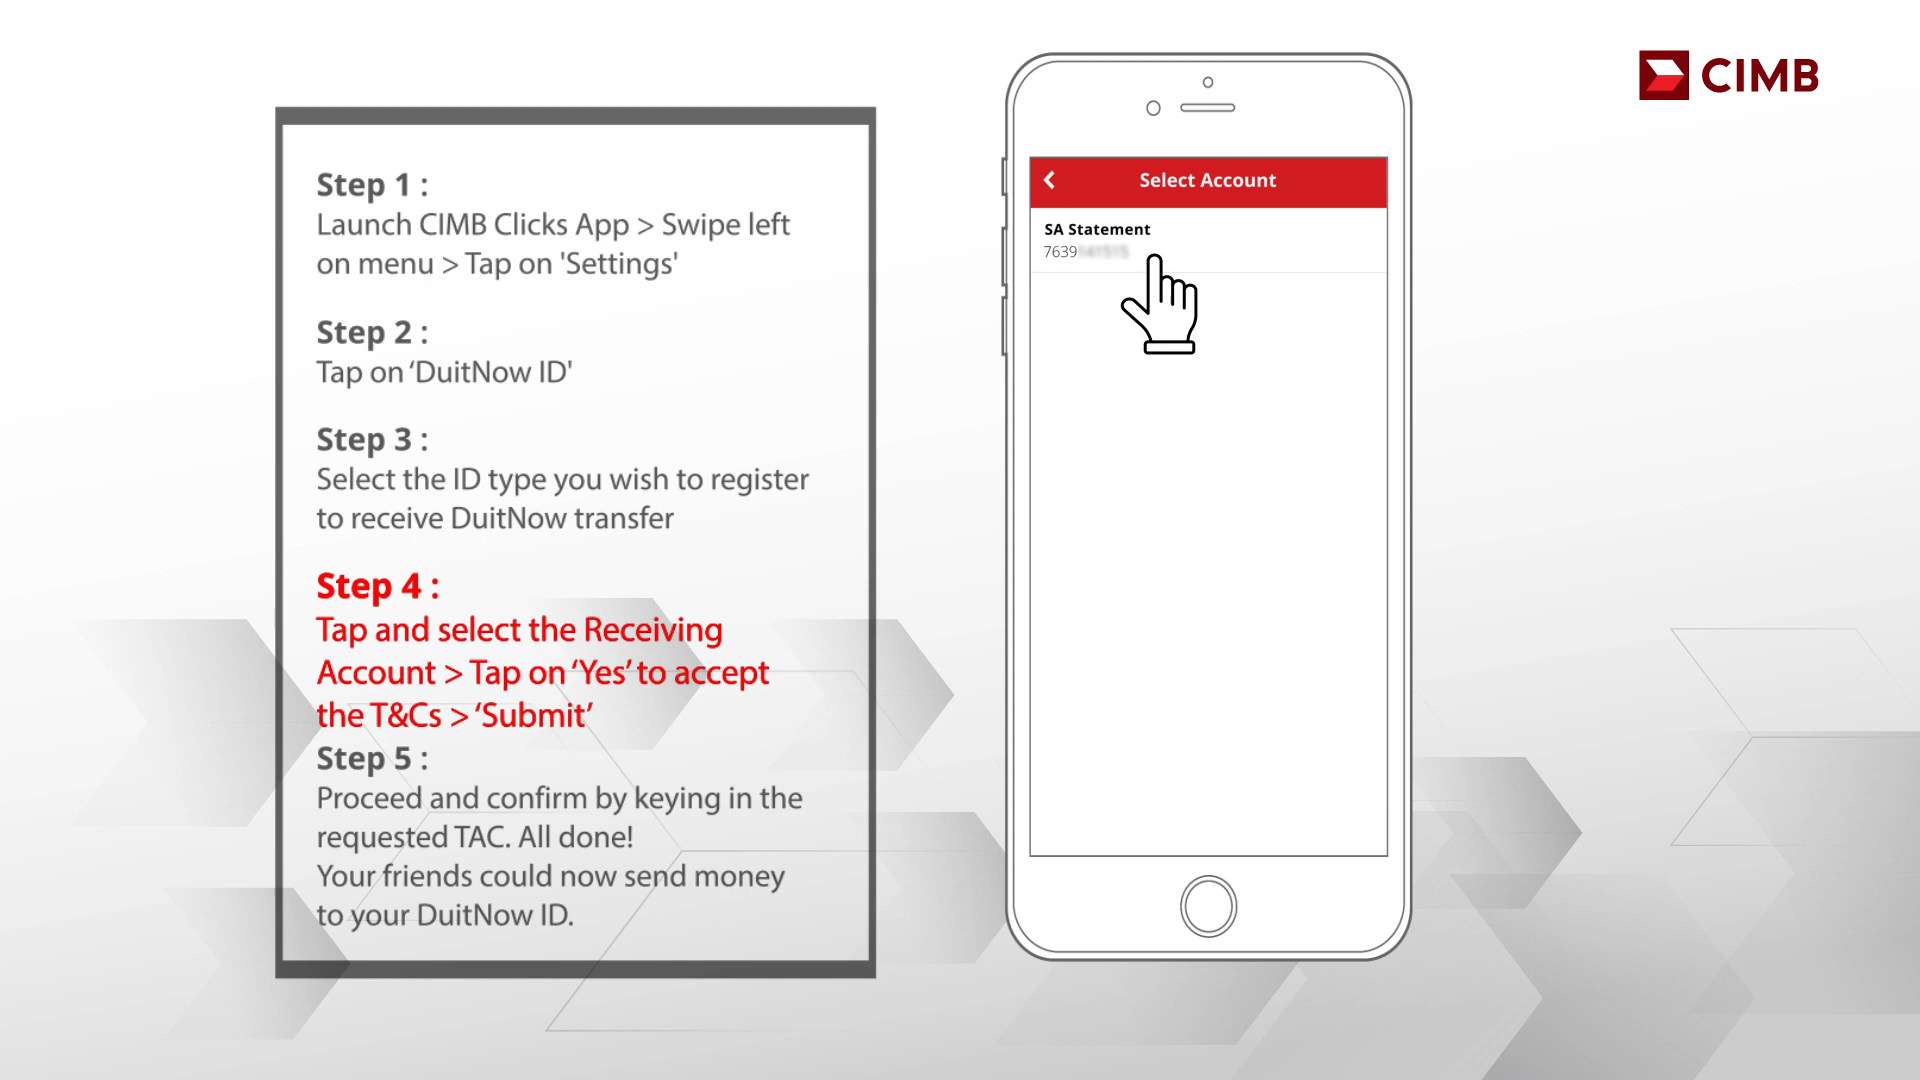 Step 1 :
Launch CIMB Clicks App > Swipe left
on menu > Tap on 'Settings'
Step 2 :
Tap on ‘DuitNow ID'
Step 3 :
Select the ID type you wish to register
to receive DuitNow transfer
Step 4 :
Tap and select the Receiving
Account > Tap on ‘Yes’ to accept
the T&Cs > ‘Submit’
Step 5 :
Proceed and confirm by keying in the
requested TAC. All done!
Your friends could now send money
to your DuitNow ID.
Select Account
SA Statement
7639
CIMB